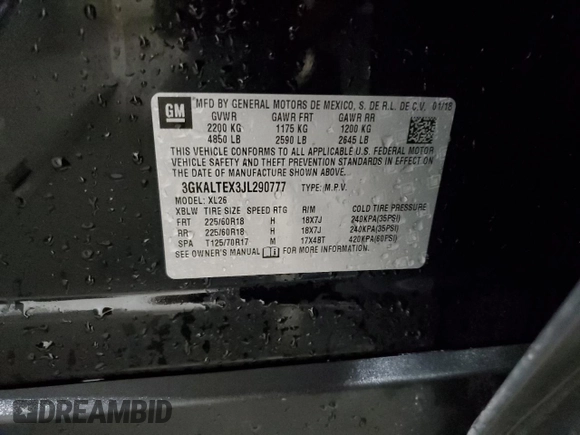 GM
MFD BY GENERAL MOTORS DE MEXICO, S. DE R.L. DE C.V. 01/18
GVWR GAWR FRT GAWR RR
2200 KG 1175 KG 1200 KG
4850 LB 2590 LB 2645 LB
THIS VEHICLE CONFORMS TO ALL APPLICABLE U.S. FEDERAL MOTOR
VEHICLE SAFETY AND THEFT PREVENTION STANDARDS IN EFFECT ON
THE DATE OF MANUFACTURE SHOWN ABOVE.
3GKALTEX3JL290777 TYPE: M.P.V.
MODEL: XL26
XBLW TIRE SIZE SPEED RTG R/M COLD TIRE PRESSURE
FRT 225/60R18 H 18X7J 240KPA(35PSI)
RR 225/60R18 H 18X7J 240KPA(35PSI)
SPA T125/70R17 M 17X4BT 420KPA(60PSI)
SEE OWNER'S MANUAL FOR MORE INFORMATION.
DREAMBID